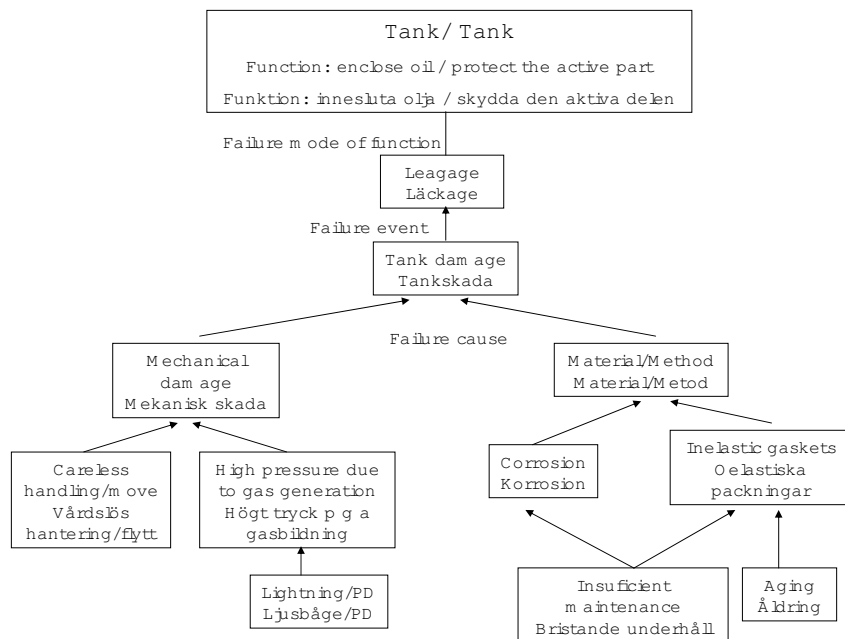 Tank/Tank
Function: enclose oil/protect the active part
Funktion: innesluta olja/skydda den aktiva delen
Failure mode of function
Leagage
Läckage
Failure event
Tank damage
Tankskada
Failure cause
Mechanical
damage
Mekanisk skada
Material/Method
Material/Metod
Careless
handling/move
Vårdslös
hantering/flytt
High pressure due
to gas generation
Högt tryck p g a
gasbildning
Corrosion
Korrosion
Inelastic gaskets
Oelastiska
packningar
Lightning/PD
Ljusbåge/PD
Insuficient
maintenance
Bristande underhåll
Aging
Åldring